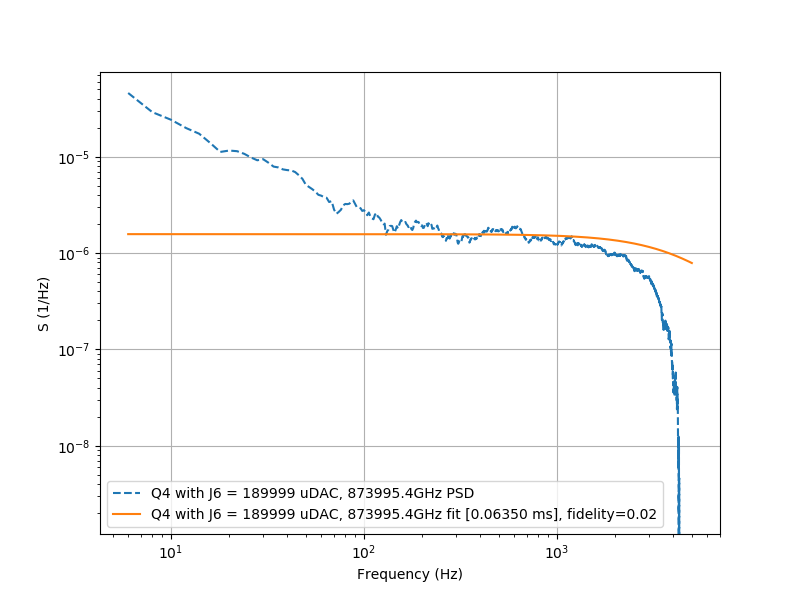 10⁻⁵
10⁻⁶
10⁻⁷
10⁻⁸
S (1/Hz)
Q4 with J6 = 189999 uDAC, 873995.4GHz PSD
Q4 with J6 = 189999 uDAC, 873995.4GHz fit [0.06350 ms], fidelity=0.02
10¹ 10² 10³
Frequency (Hz)